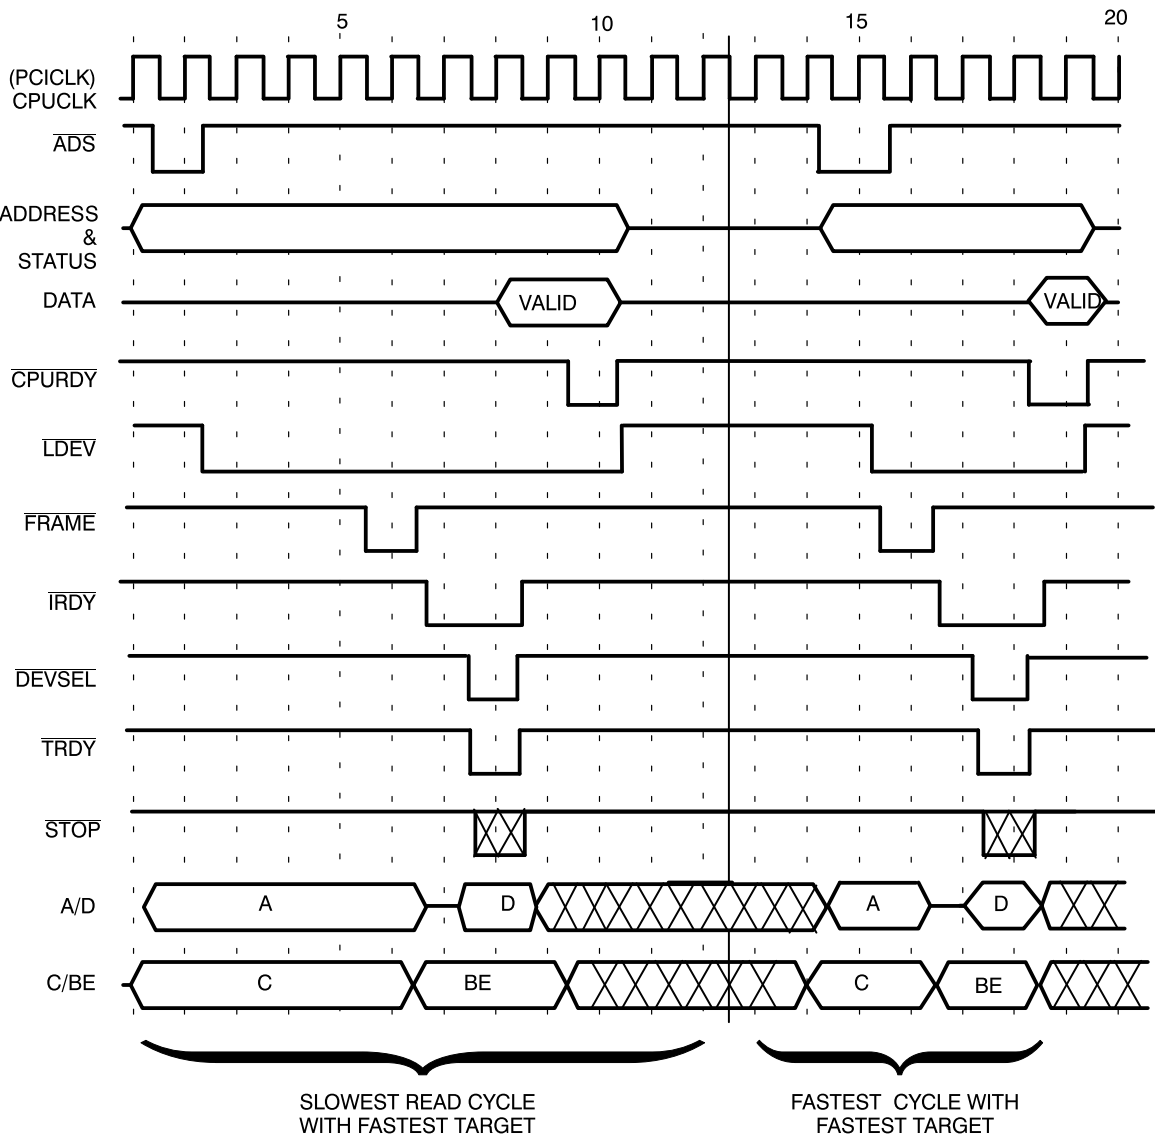 5 10 15 20
(PCICLK)
CPUCLK
ADS
ADDRESS
&
STATUS
DATA VALID VALID
CPURDY
LDEV
FRAME
IRDY
DEVSEL
TRDY
STOP
A/D A D A D
C/BE C BE C BE
SLOWEST READ CYCLE
WITH FASTEST TARGET
FASTEST CYCLE WITH
FASTEST TARGET